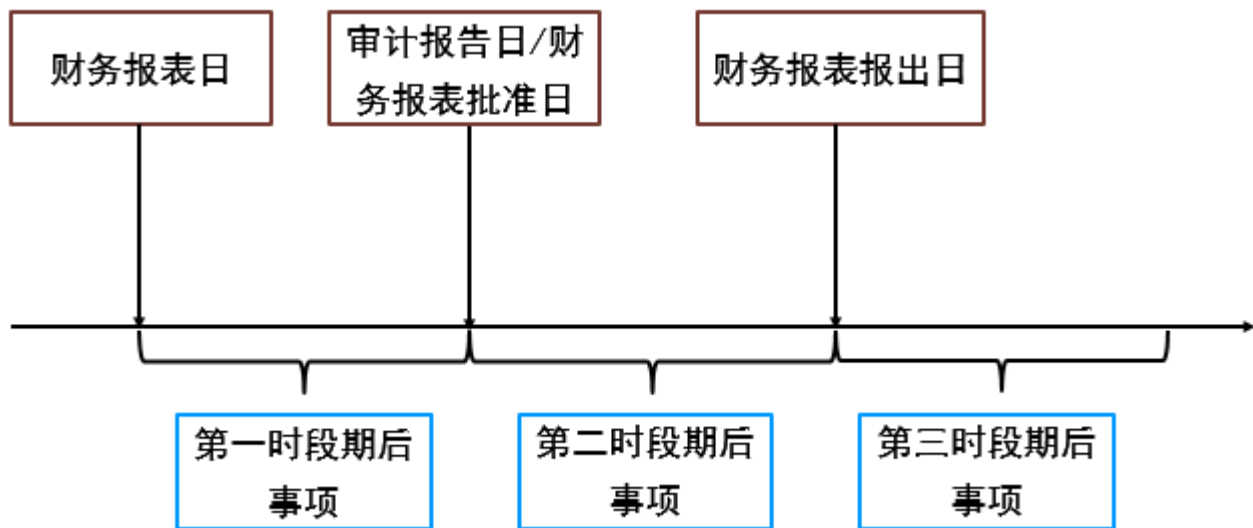 财务报表日
审计报告日/财
务报表批准日
财务报表报出日
第一时段期后
事项
第二时段期后
事项
第三时段期后
事项